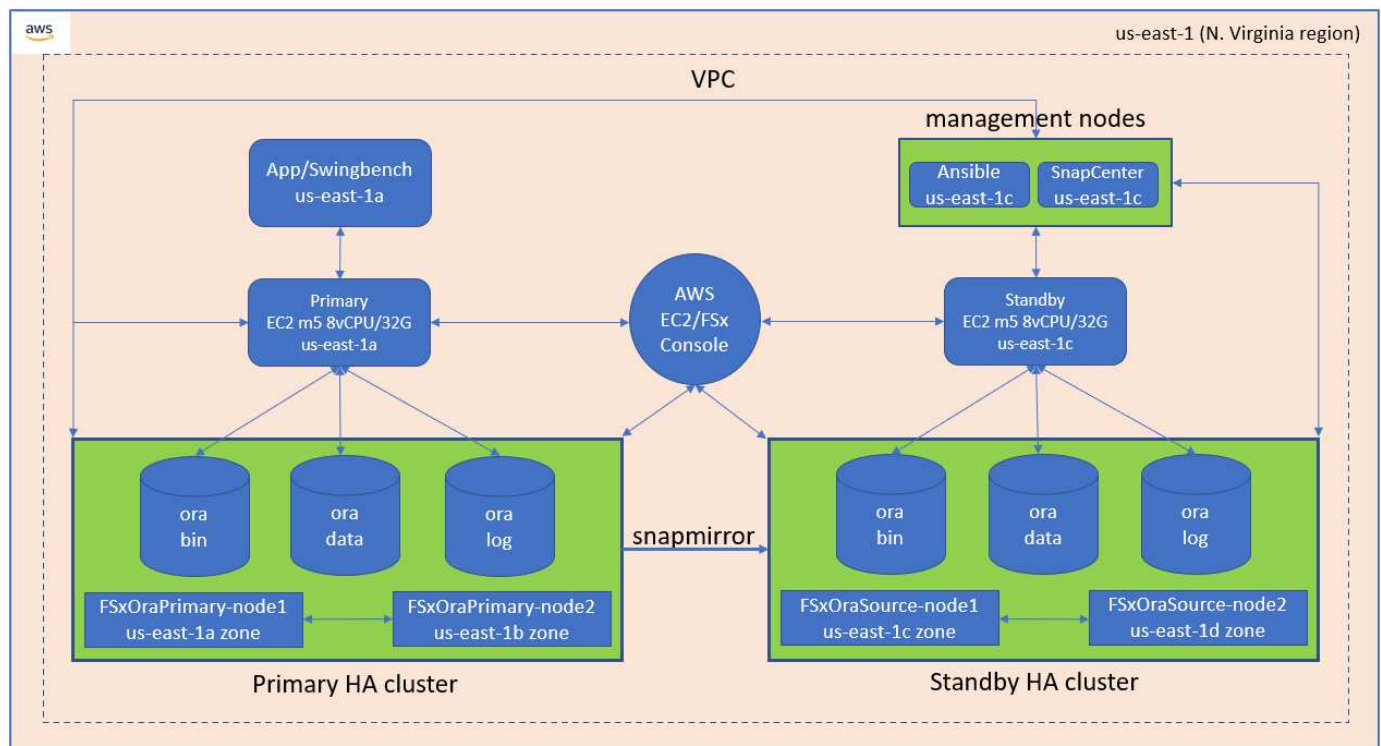 aws
us-east-1 (N. Virginia region)
VPC
management nodes
App/Swingbench
us-east-1a
Ansible
us-east-1c
SnapCenter
us-east-1c
Primary
EC2 m5 8vCPU/32G
us-east-1a
AWS
EC2/FSx
Console
Standby
EC2 m5 8vCPU/32G
us-east-1c
ora
bin
ora
data
ora
log
snapmirror
ora
bin
ora
data
ora
log
FSxOraPrimary-node1
us-east-1a zone
FSxOraPrimary-node2
us-east-1b zone
FSxOraSource-node1
us-east-1c zone
FSxOraSource-node2
us-east-1d zone
Primary HA cluster
Standby HA cluster